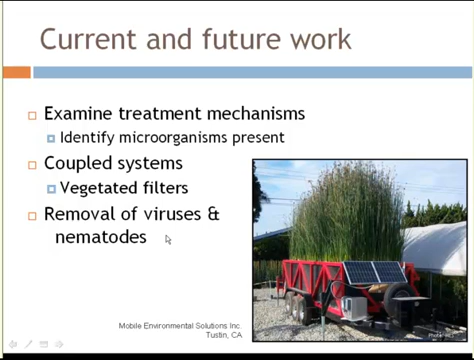 Current and future work
Examine treatment mechanisms
Identify microorganisms present
Coupled systems
Vegetated filters
Removal of viruses &
nematodes
Mobile Environmental Solutions Inc.
Tustin, CA